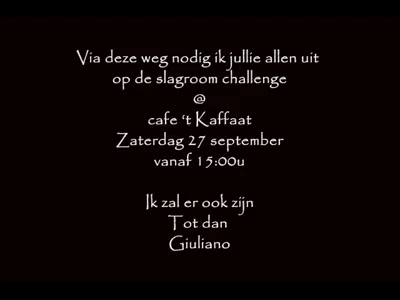 Via deze weg nodig ik jullie allen uit
op de slagroom challenge
@
cafe ‘t Kaffaat
Zaterdag 27 september
vanaf 15:00u
Ik zal er ook zijn
Tot dan
Giuliano